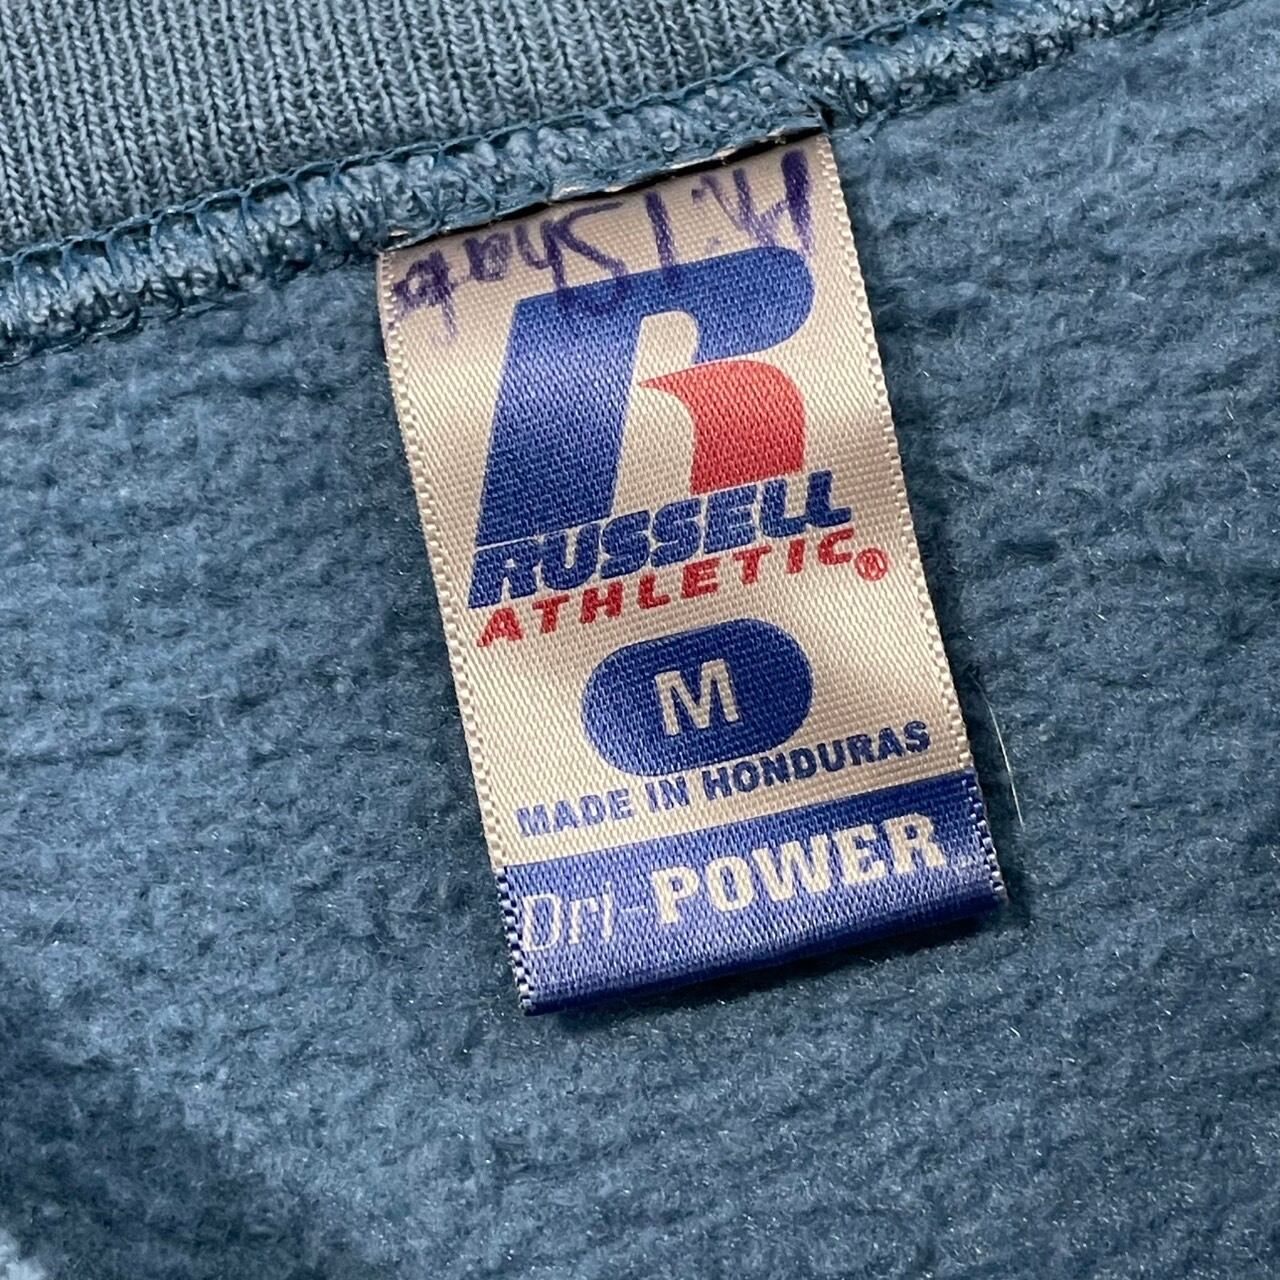 RUSSELL
ATHLETIC®
M
MADE IN HONDURAS
Dri-POWER